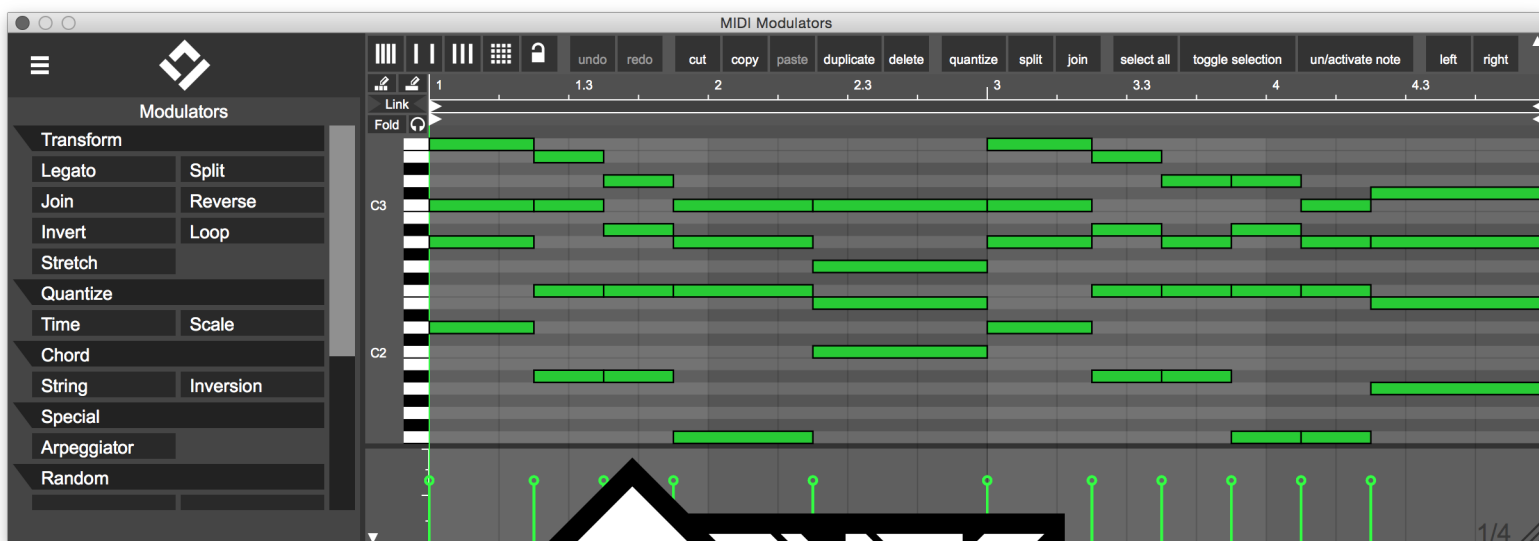 MIDI Modulators
undo redo cut copy paste duplicate delete quantize split join select all toggle selection un/activate note left right
1 1.3 2 2.3 3 3.3 4 4.3
Link
Fold
C3
C2
Modulators
Transform
Legato Split
Join Reverse
Invert Loop
Stretch
Quantize
Time Scale
Chord
String Inversion
Special
Arpeggiator
Random
1/4